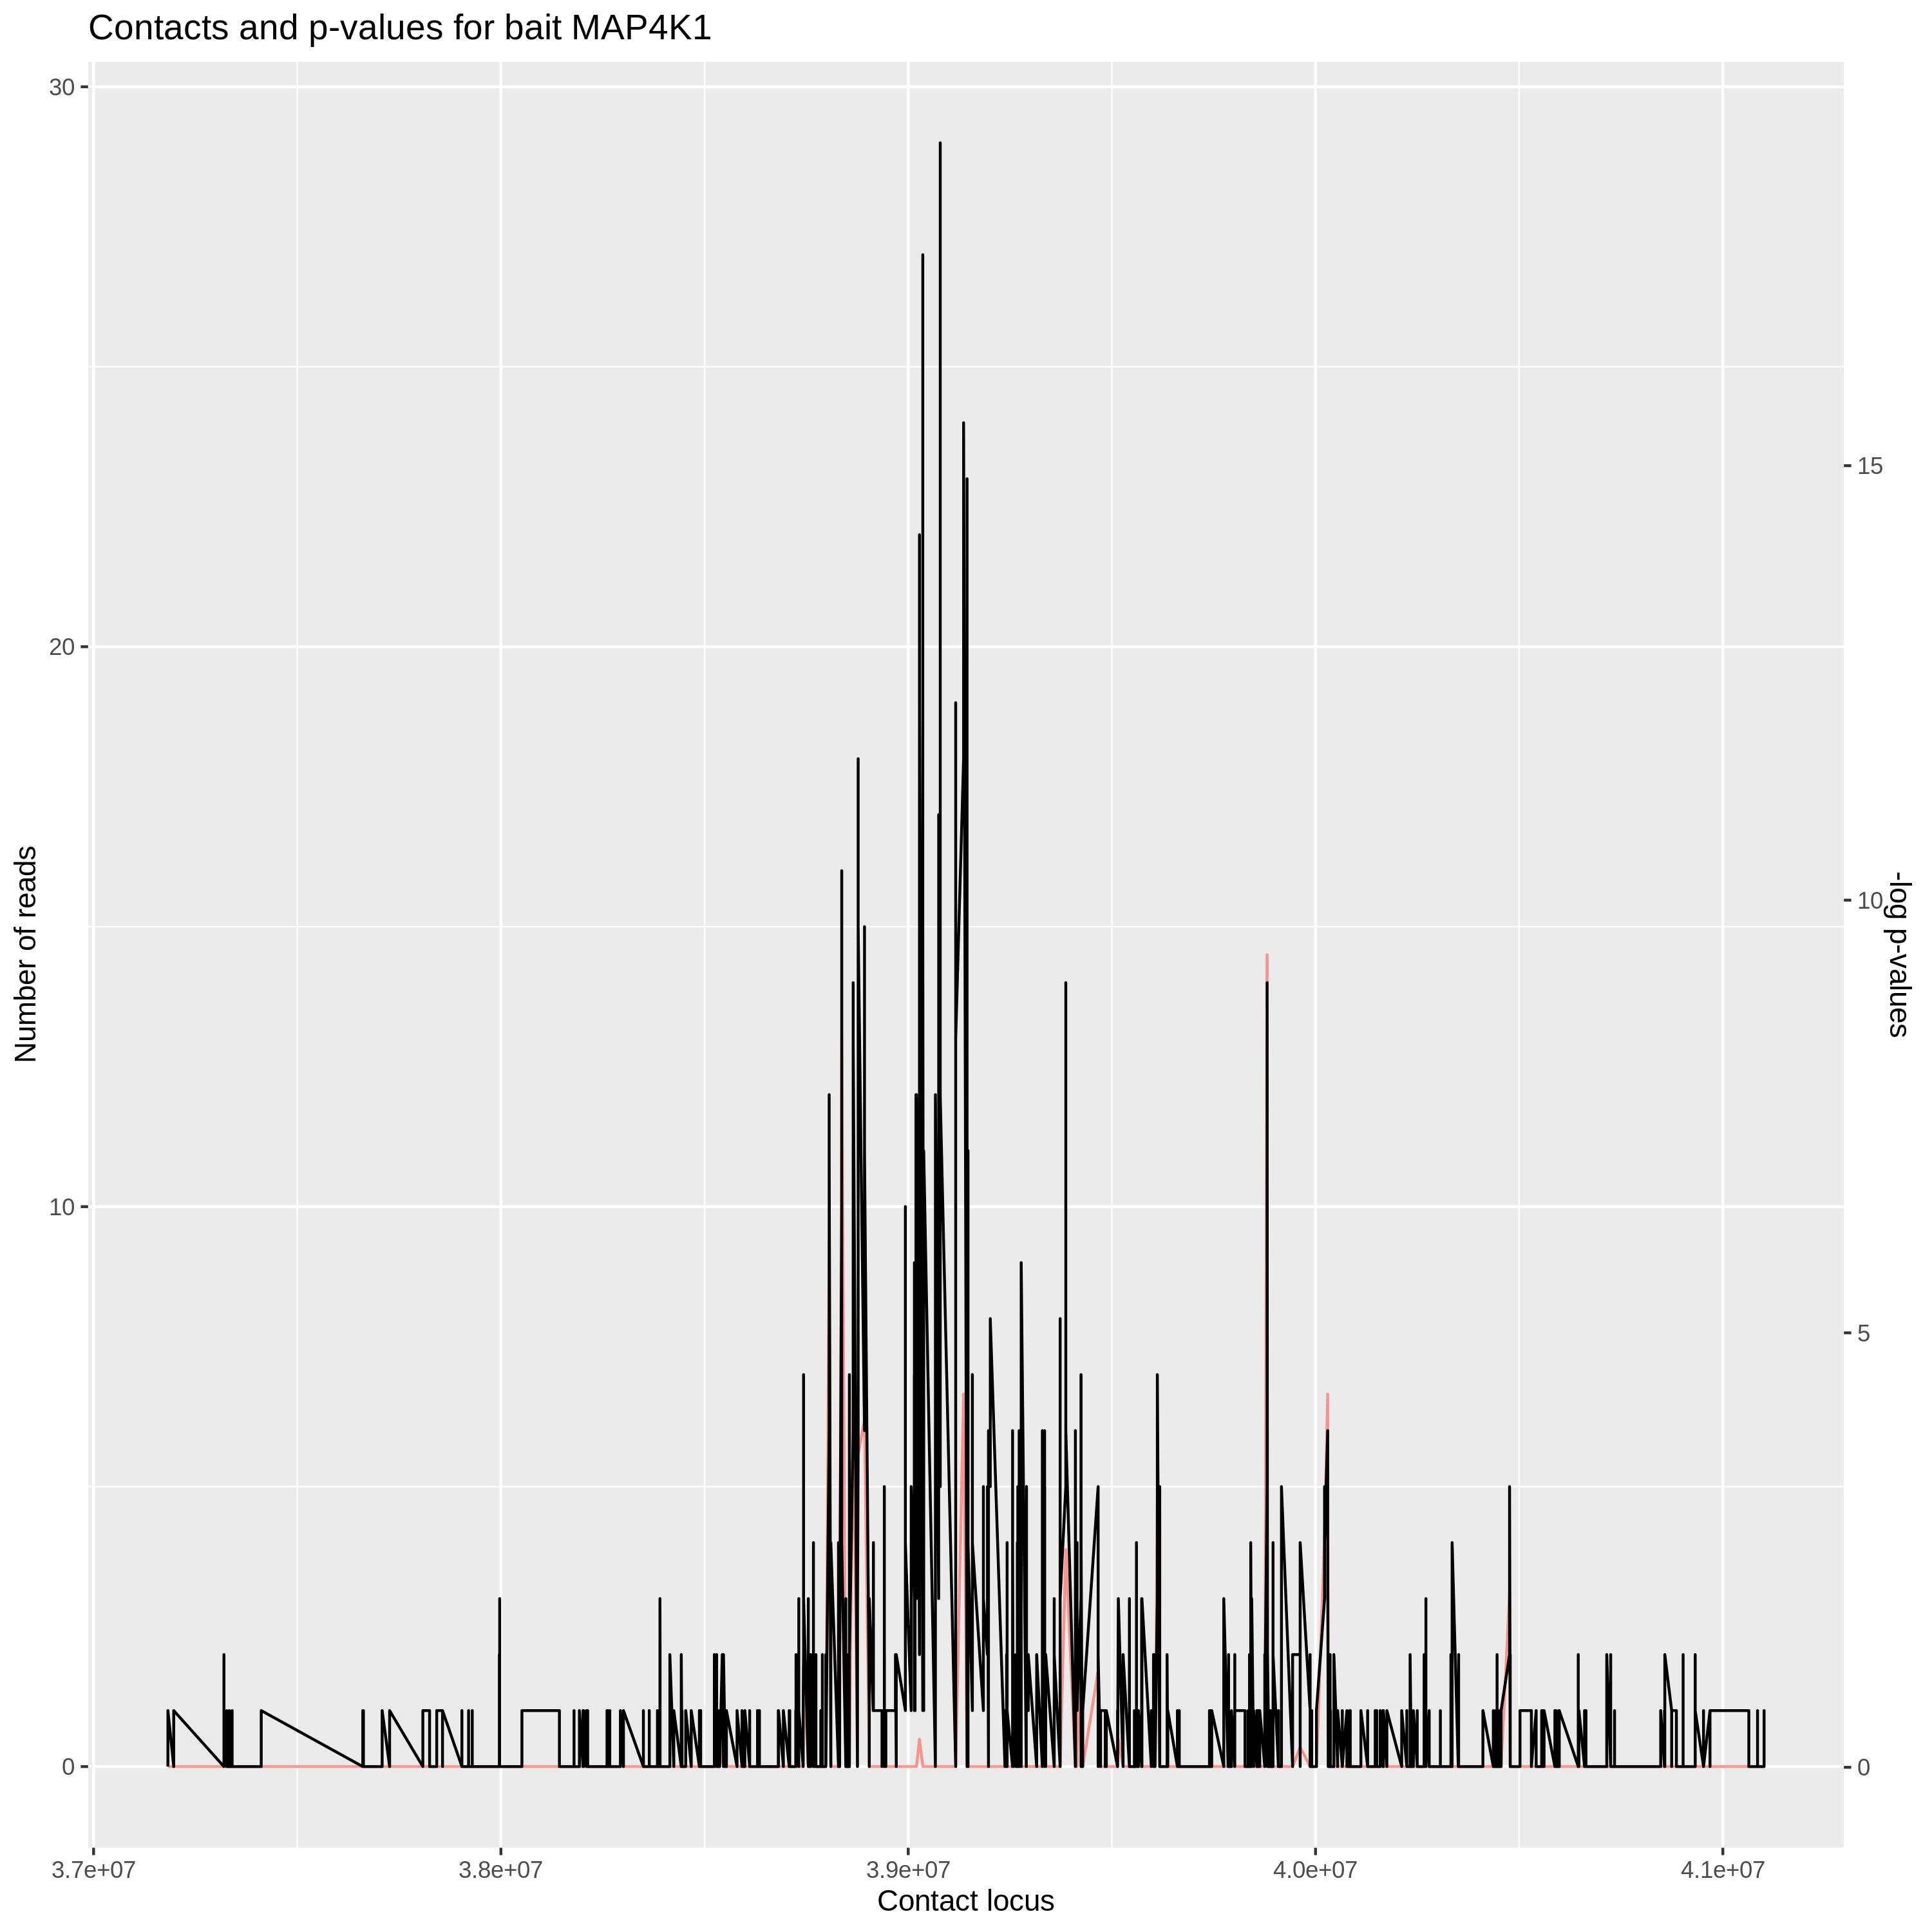 Contacts and p-values for bait MAP4K1
30
20
10
0
Number of reads
15
10
5
0
-log p-values
3.7e+07 3.8e+07 3.9e+07 4.0e+07 4.1e+07
Contact locus